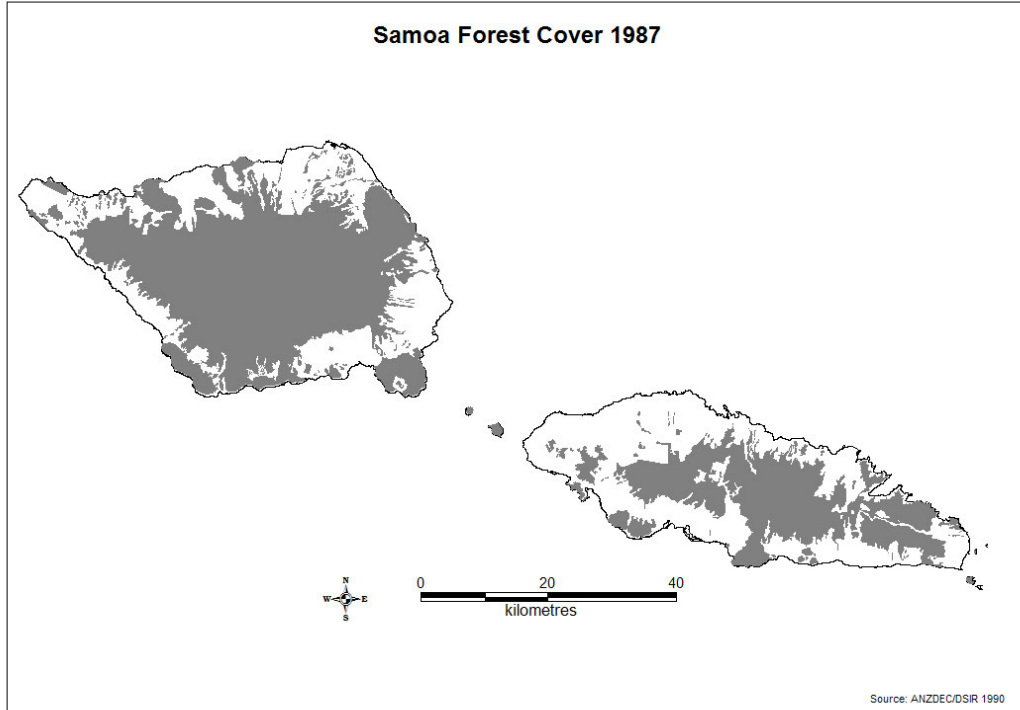 Samoa Forest Cover 1987
N
W E
S
0 20 40
kilometres
Source: ANZDEC/DSIR 1990